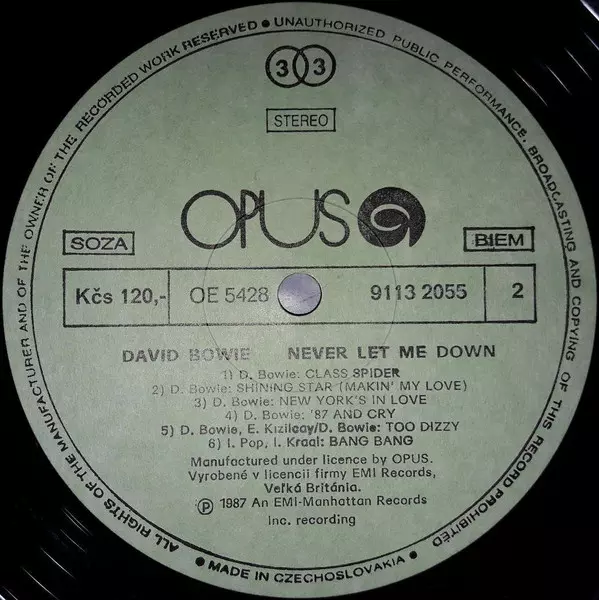 ALL RIGHTS OF THE MANUFACTURER AND OF THE OWNER OF THE RECORDED WORK RESERVED ● UNAUTHORIZED PUBLIC PERFORMANCE, BROADCASTING AND COPYING OF THIS RECORD PROHIBITED ● MADE IN CZECHOSLOVAKIA ●
33
STEREO
OPUS
SOZA
BIEM
Kčs 120,- OE 5428 9113 2055 2
DAVID BOWIE NEVER LET ME DOWN
1) D. Bowie: CLASS SPIDER
2) D. Bowie: SHINING STAR (MAKIN' MY LOVE)
3) D. Bowie: NEW YORK'S IN LOVE
4) D. Bowie: '87 AND CRY
5) D. Bowie, E. Kizilcay/D. Bowie: TOO DIZZY
6) I. Pop, I. Kraal: BANG BANG
Manufactured under licence by OPUS.
Vyrobené v licencii firmy EMI Records,
Veľká Británia.
Ⓟ 1987 An EMI-Manhattan Records
Inc. recording